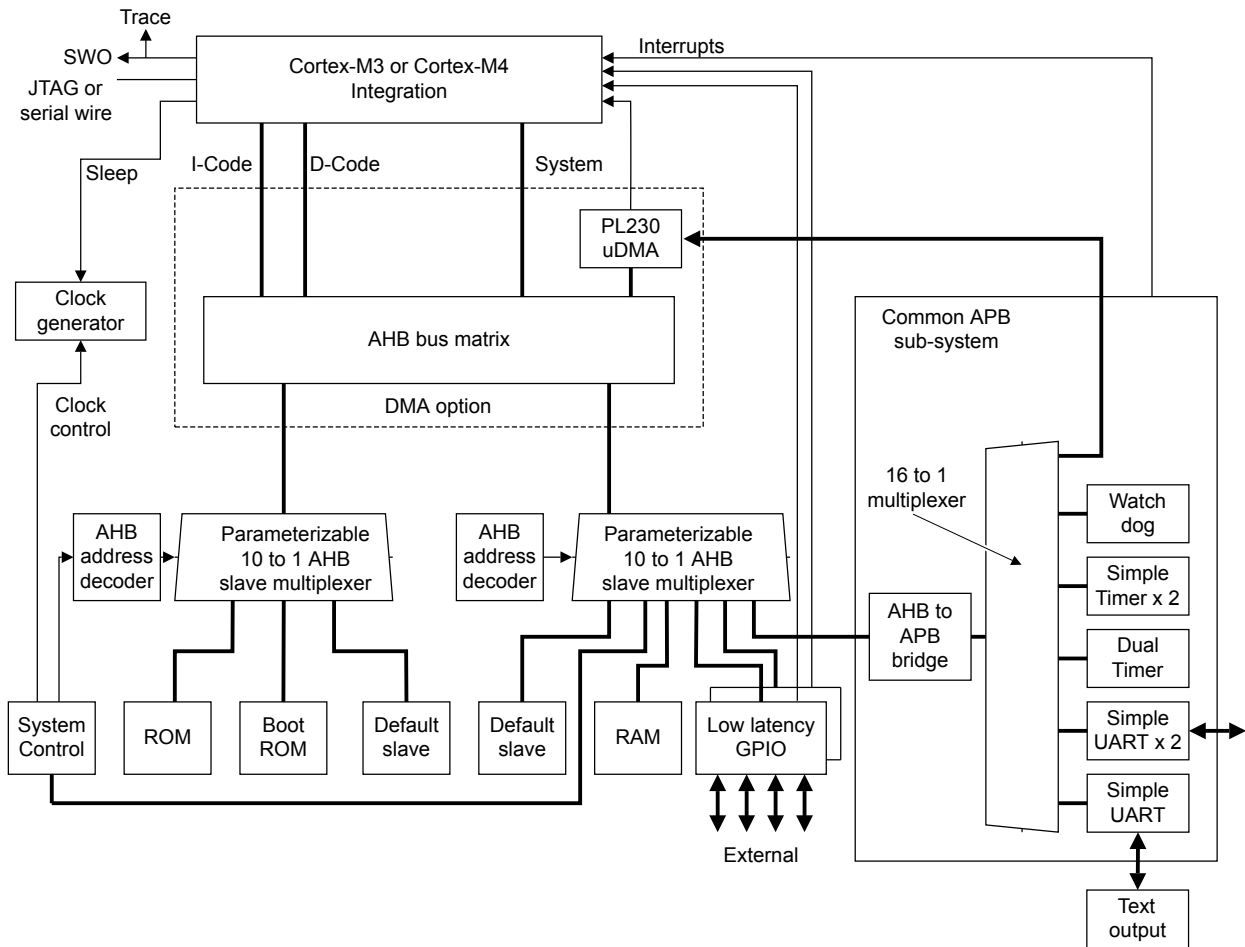 Trace
SWO
JTAG or
serial wire
Cortex-M3 or Cortex-M4
Integration
Interrupts
Sleep
I-Code
D-Code
System
PL230
uDMA
Clock
generator
AHB bus matrix
Common APB
sub-system
Clock
control
DMA option
16 to 1
multiplexer
AHB
address
decoder
Parameterizable
10 to 1 AHB
slave multiplexer
AHB
address
decoder
Parameterizable
10 to 1 AHB
slave multiplexer
Watch
dog
Simple
Timer x 2
AHB to
APB
bridge
Dual
Timer
System
Control
ROM
Boot
ROM
Default
slave
Default
slave
RAM
Low latency
GPIO
Simple
UART x 2
Simple
UART
External
Text
output